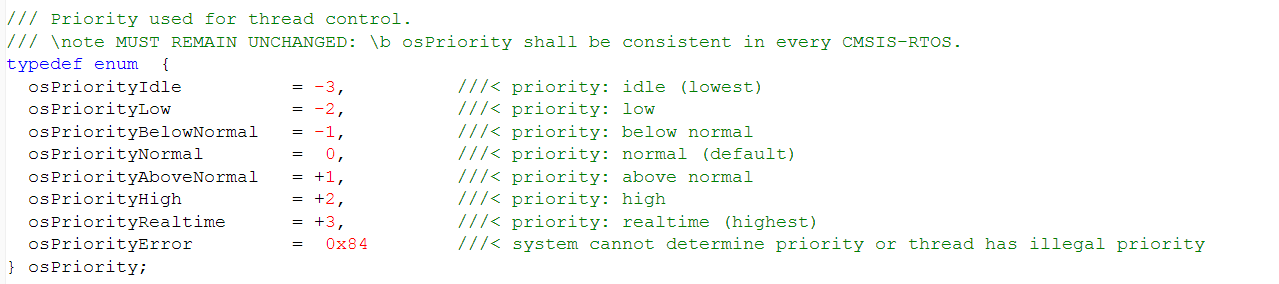 /// Priority used for thread control.
/// \note MUST REMAIN UNCHANGED: \b osPriority shall be consistent in every CMSIS-RTOS.
typedef enum  {
  osPriorityIdle          = -3,          ///< priority: idle (lowest)
  osPriorityLow           = -2,          ///< priority: low
  osPriorityBelowNormal   = -1,          ///< priority: below normal
  osPriorityNormal        =  0,          ///< priority: normal (default)
  osPriorityAboveNormal   = +1,          ///< priority: above normal
  osPriorityHigh          = +2,          ///< priority: high
  osPriorityRealtime      = +3,          ///< priority: realtime (highest)
  osPriorityError         =  0x84        ///< system cannot determine priority or thread has illegal priority
} osPriority;